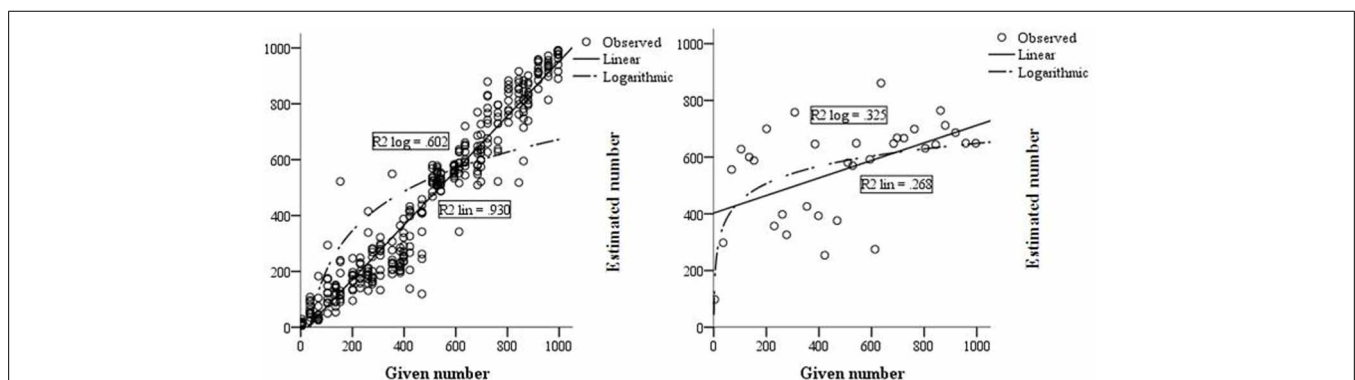 1000
800
600
400
200
0
0 200 400 600 800 1000
Given number
R2 log = .602
R2 lin = .930
Observed
Linear
Logarithmic
Estimated number
1000
800
600
400
200
0
0 200 400 600 800 1000
Given number
R2 log = .325
R2 lin = .268
Observed
Linear
Logarithmic
Estimated number